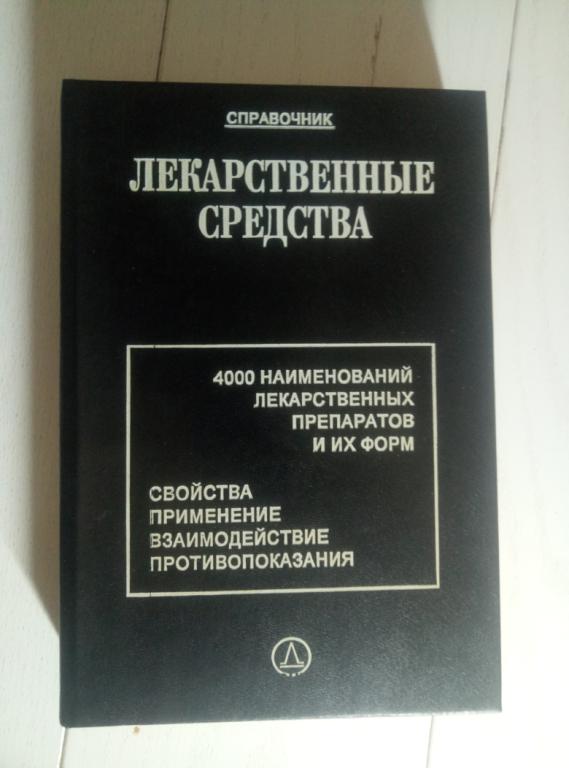 СПРАВОЧНИК
ЛЕКАРСТВЕННЫЕ
СРЕДСТВА
4000 НАИМЕНОВАНИЙ
ЛЕКАРСТВЕННЫХ
ПРЕПАРАТОВ
И ИХ ФОРМ
СВОЙСТВА
ПРИМЕНЕНИЕ
ВЗАИМОДЕЙСТВИЕ
ПРОТИВОПОКАЗАНИЯ